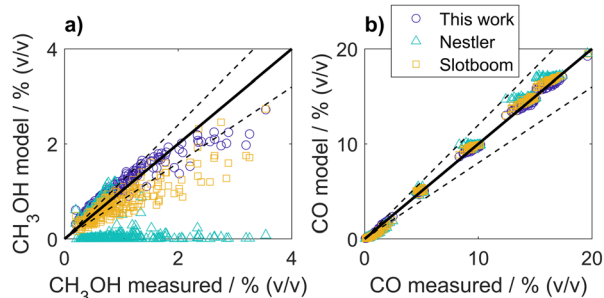 a)
b)
This work
Nestler
Slotboom
CH3OH model / % (v/v)
4
2
0
0
2
4
CH3OH measured / % (v/v)
CO model / % (v/v)
20
10
0
0
10
20
CO measured / % (v/v)